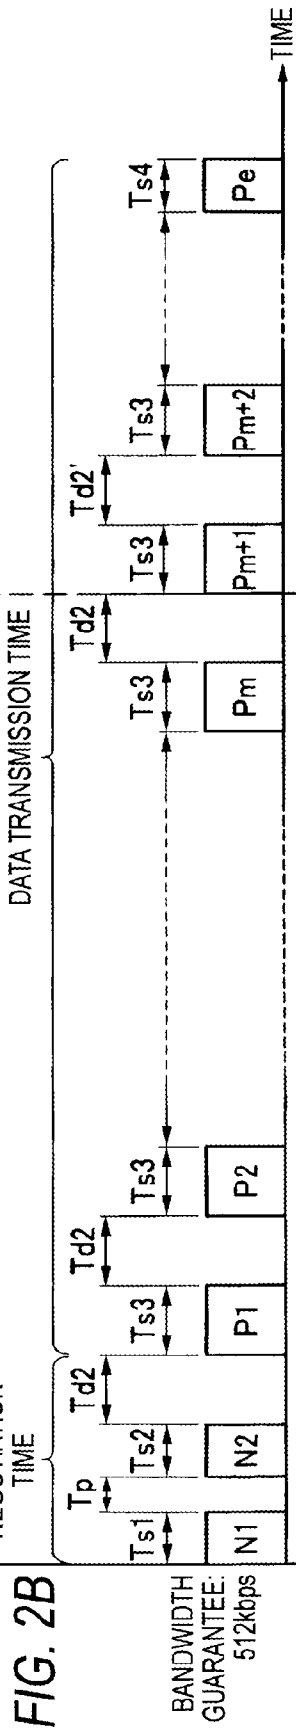 FIG. 2B
TIME
DATA TRANSMISSION TIME
Tp Td2 Td2 Td2 Td2'
Ts1 Ts2 Ts3 Ts3 Ts3 Ts3 Ts3 Ts4
BANDWIDTH
GUARANTEE:
512kbps
N1 N2 P1 P2 Pm Pm+1 Pm+2 Pe
TIME